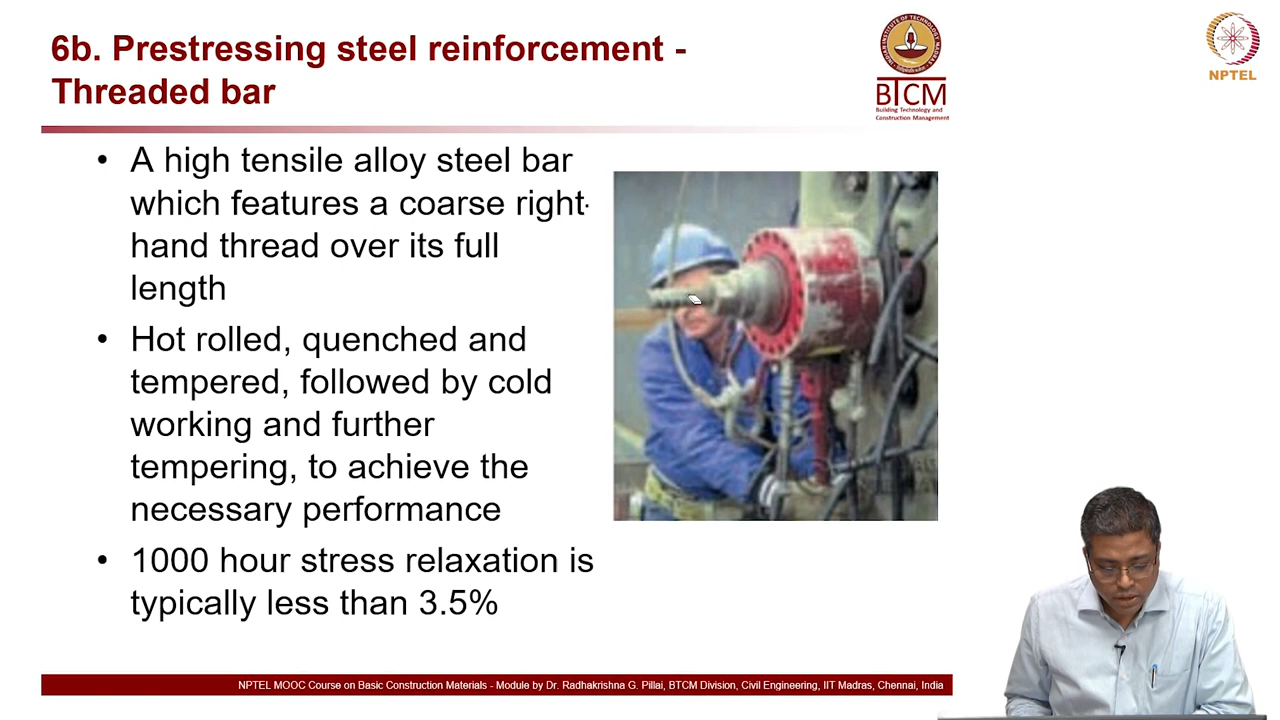 6b. Prestressing steel reinforcement -
Threaded bar
BTCM
Building Technology and
Construction Management
NPTEL
• A high tensile alloy steel bar
which features a coarse right-
hand thread over its full
length
• Hot rolled, quenched and
tempered, followed by cold
working and further
tempering, to achieve the
necessary performance
• 1000 hour stress relaxation is
typically less than 3.5%
NPTEL MOOC Course on Basic Construction Materials - Module by Dr. Radhakrishna G. Pillai, BTCM Division, Civil Engineering, IIT Madras, Chennai, India